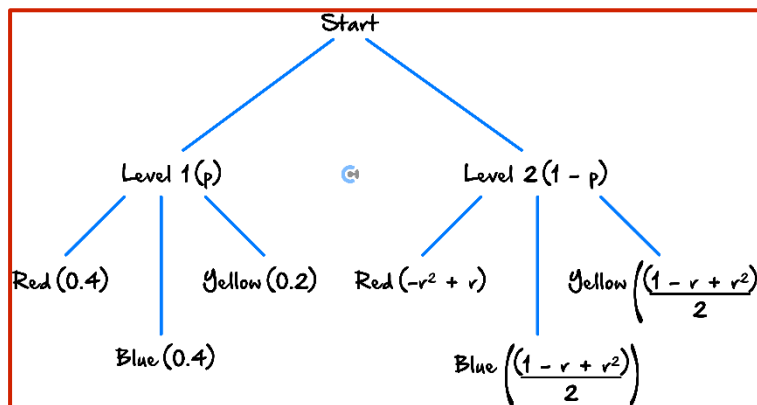 Start
Level 1 (p) Level 2 (1 - p)
Red (0.4) Yellow (0.2) Red (-r² + r) Yellow ((1 - r + r²) / 2)
Blue (0.4) Blue ((1 - r + r²) / 2)